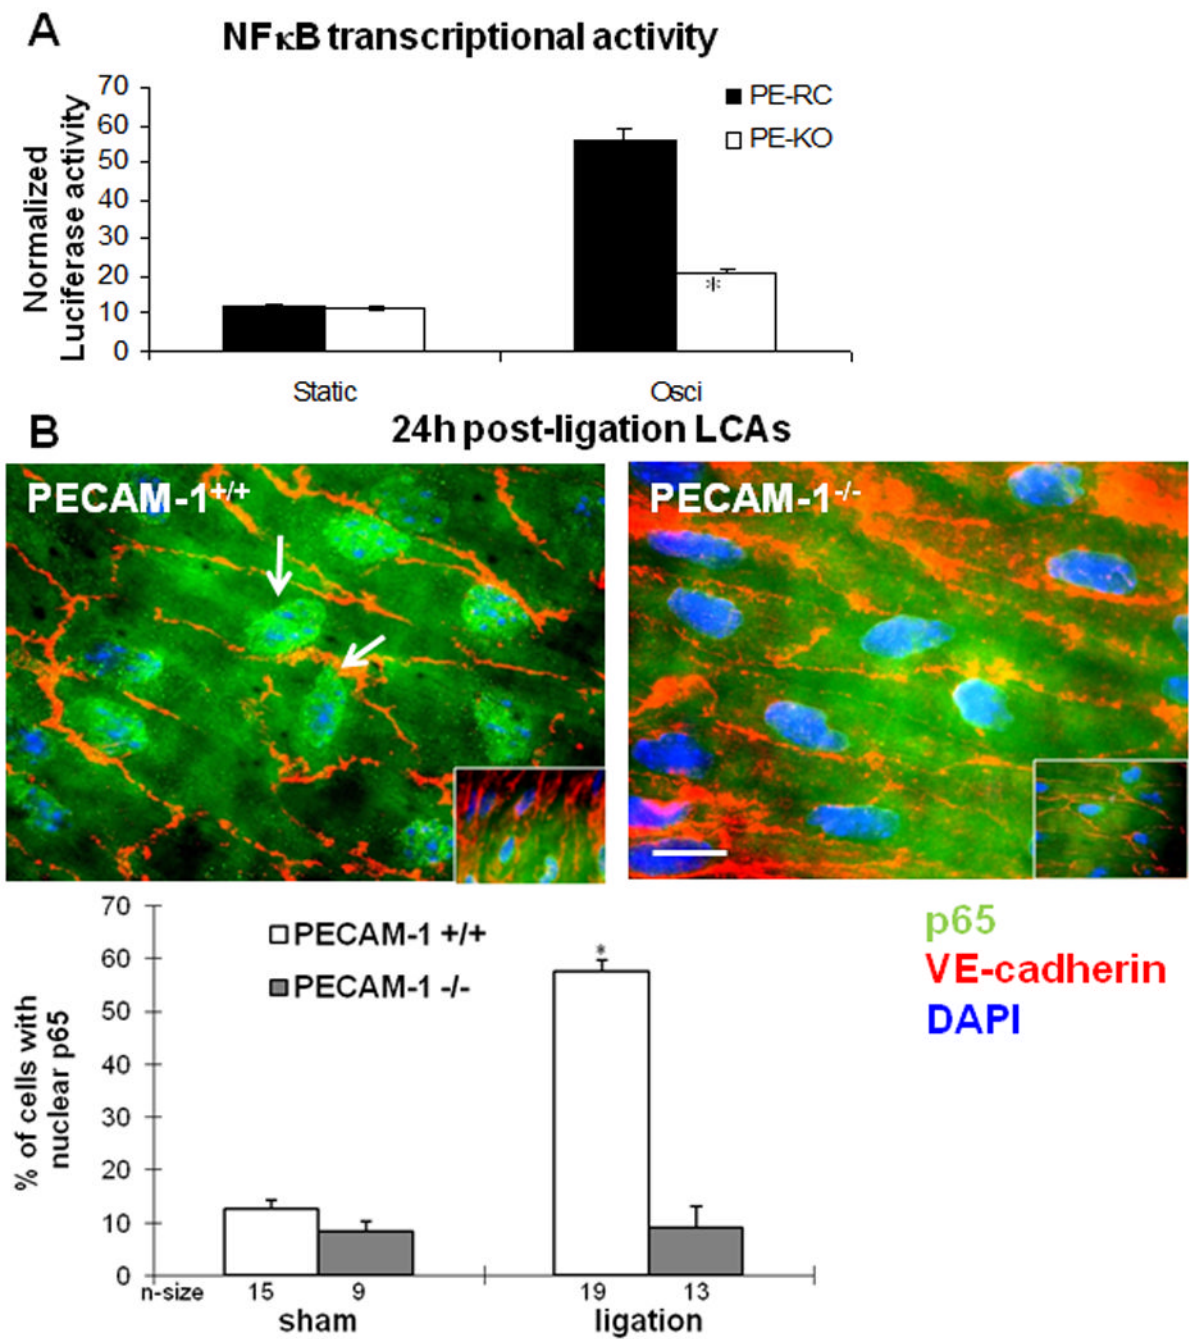 A
NFκB transcriptional activity
Normalized
Luciferase activity
70
60
50
40
30
20
10
0
PE-RC
PE-KO
*
Static Osci
B
24h post-ligation LCAs
PECAM-1+/+
PECAM-1-/-
% of cells with
nuclear p65
70
60
50
40
30
20
10
0
PECAM-1 +/+
PECAM-1 -/-
*
n-size 15 9 19 13
sham ligation
p65
VE-cadherin
DAPI